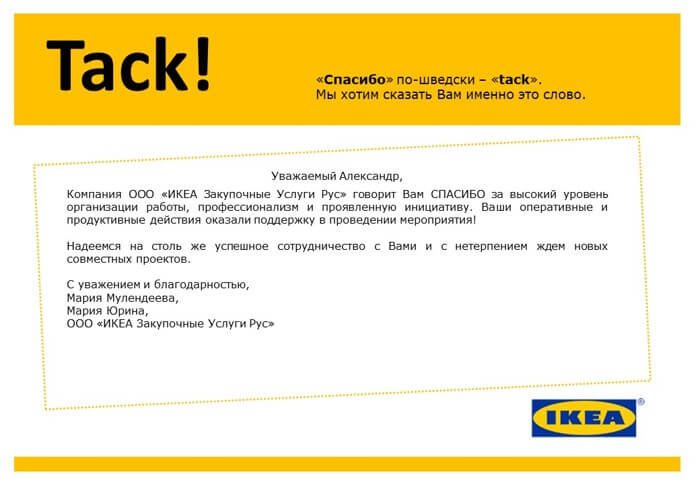 Tack!
«Спасибо» по-шведски – «tack».
Мы хотим сказать Вам именно это слово.
Уважаемый Александр,
Компания ООО «ИКЕА Закупочные Услуги Рус» говорит Вам СПАСИБО за высокий уровень
организации работы, профессионализм и проявленную инициативу. Ваши оперативные и
продуктивные действия оказали поддержку в проведении мероприятия!
Надеемся на столь же успешное сотрудничество с Вами и с нетерпением ждем новых
совместных проектов.
С уважением и благодарностью,
Мария Мулендеева,
Мария Юрина,
ООО «ИКЕА Закупочные Услуги Рус»
IKEA®